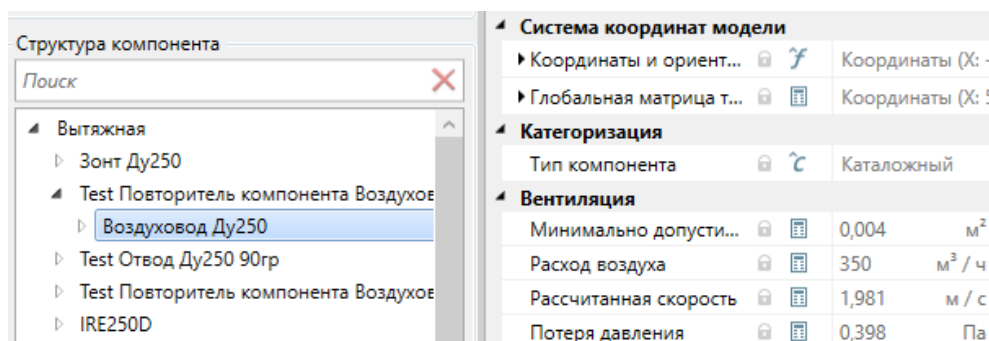 Структура компонента
Поиск
Вытяжная
Зонт Ду250
Test Повторитель компонента Воздухов
Воздуховод Ду250
Test Отвод Ду250 90гр
Test Повторитель компонента Воздухов
IRE250D
Система координат модели
Координаты и ориент... Координаты (X: -
Глобальная матрица т... Координаты (X: 5
Категоризация
Тип компонента Каталожный
Вентиляция
Минимально допусти... 0,004 м²
Расход воздуха 350 м³ / ч
Рассчитанная скорость 1,981 м / с
Потеря давления 0,398 Па